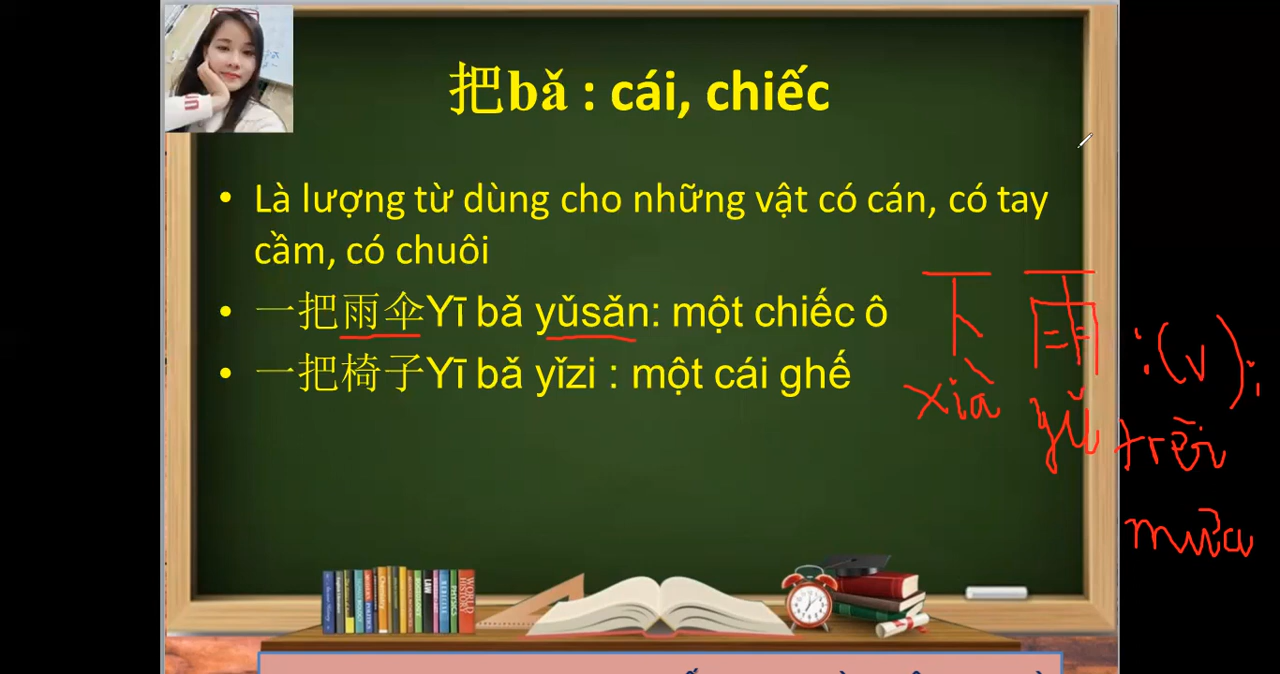 把bǎ : cái, chiếc
• Là lượng từ dùng cho những vật có cán, có tay
cầm, có chuôi
• 一把雨伞Yī bǎ yǔsǎn: một chiếc ô
• 一把椅子Yī bǎ yǐzi : một cái ghế
下 雨 : (v) :
xià yǔ trời
mưa
LAW
PHYSICS
WORLD HISTORY